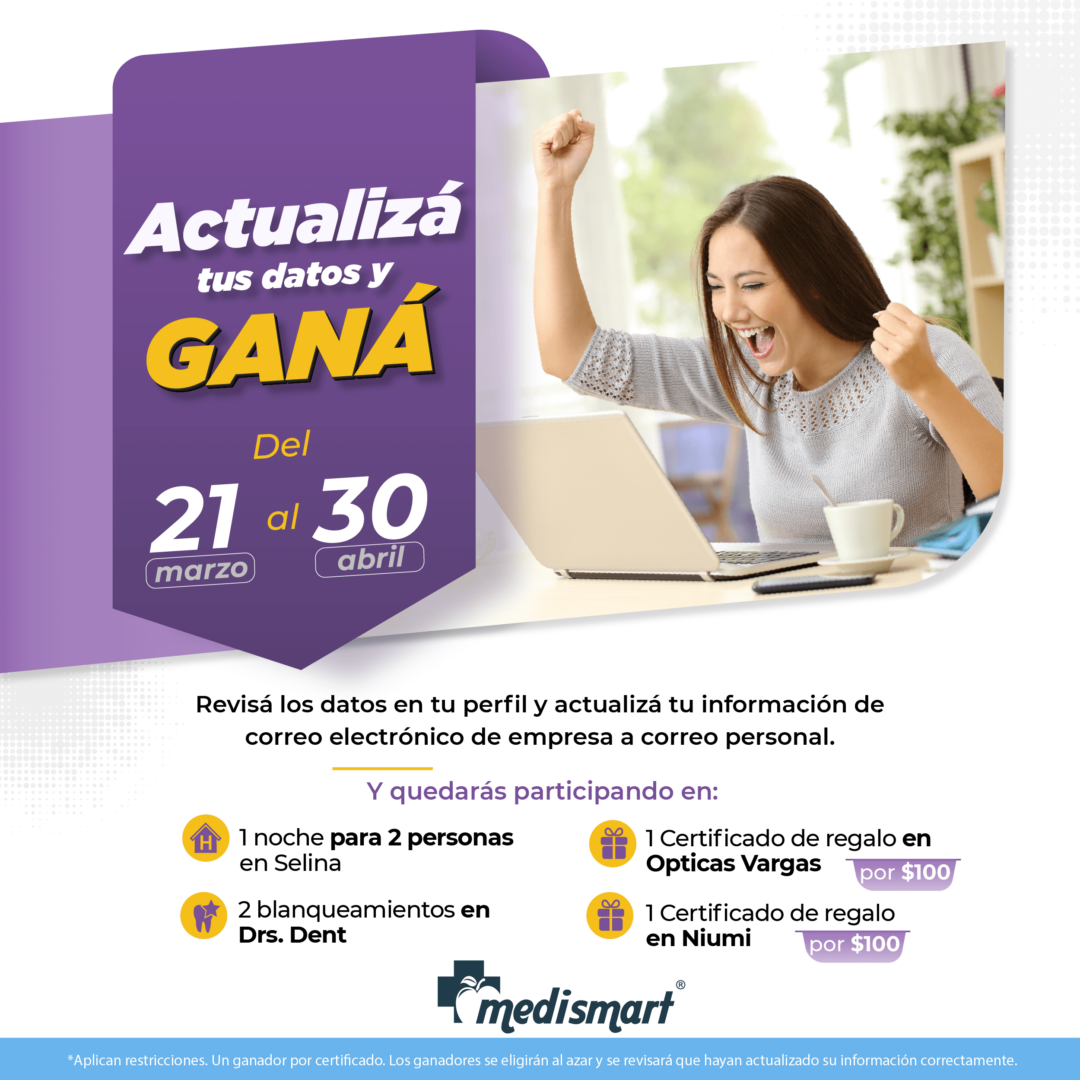 Actualizá
tus datos y
GANÁ
Del
21 al 30
marzo abril
Revisá los datos en tu perfil y actualizá tu información de
correo electrónico de empresa a correo personal.
Y quedarás participando en:
1 noche para 2 personas
en Selina
2 blanqueamientos en
Drs. Dent
1 Certificado de regalo en
Opticas Vargas por $100
1 Certificado de regalo
en Niumi por $100
medismart®
*Aplican restricciones. Un ganador por certificado. Los ganadores se eligirán al azar y se revisará que hayan actualizado su información correctamente.